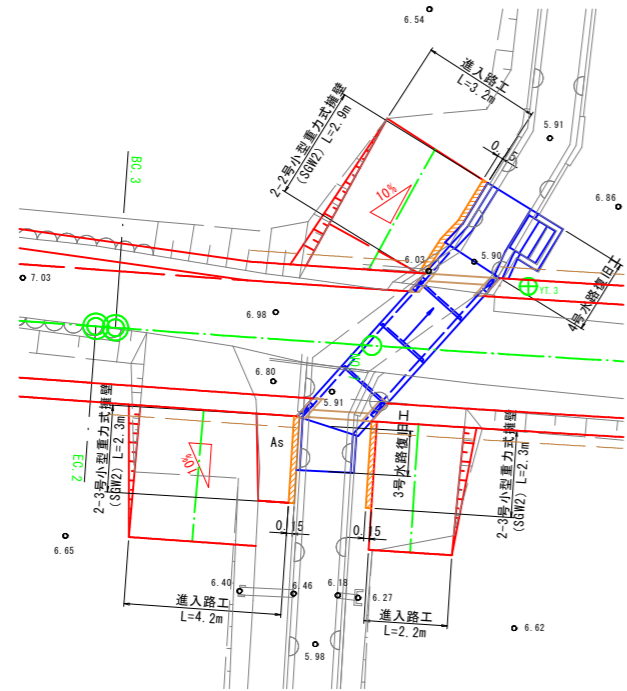 6.54
進入路工
L=3.2m
2-2号小型重力式擁壁
(SGW2) L=2.9m
0.15
5.91
BC.3
10%
6.86
6.03
5.90
7.03
YT.3
4号水路復旧工
6.98
6.80
5.91
As
2-3号小型重力式擁壁
(SGW2) L=2.3m
EC.2
10%
3号水路復旧工
2-3号小型重力式擁壁
(SGW2) L=2.3m
0.15
0.15
6.65
6.40
6.46
6.18
6.27
進入路工
L=4.2m
進入路工
L=2.2m
6.62
5.98